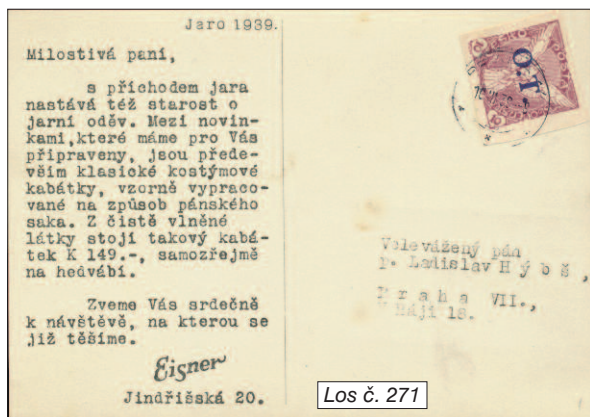 Jaro 1939.
Milostivá paní,
s příchodem jara
nastává též starost o
jarní oděv. Mezi novin-
kami,které máme pro Vás
připraveny, jsou přede-
vším klasické kostýmové
kabátky, vzorně vypraco-
vané na způsob pánského
saka. Z čistě vlněné
látky stojí takový kabá-
tek K 149.-, samozřejmě
na hedvábí.
Zveme Vás srdečně
k návštěvě, na kterou se
již těšíme.
Eisner
Jindřišská 20.
O.T
Velevážený pán
p. Ladislav H ý b š ,
P r a h a VII.,
Háji 18.
Los č. 271